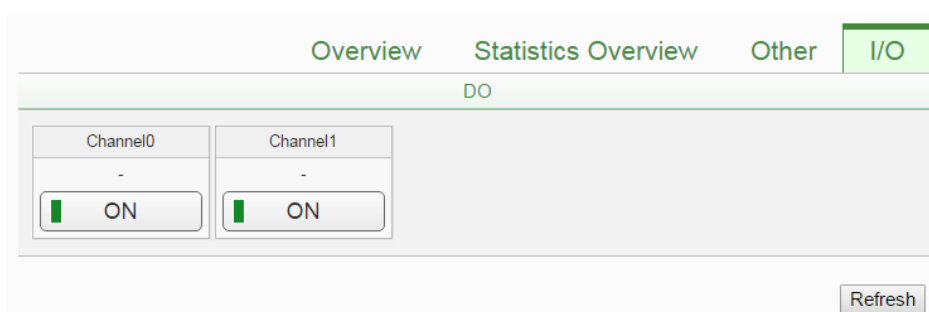 Overview Statistics Overview Other I/O
DO
Channel0 Channel1
- -
ON ON
Refresh